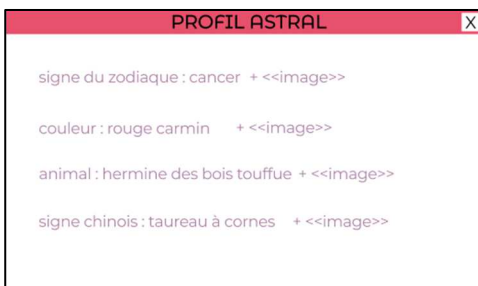 PROFIL ASTRAL
X
signe du zodiaque : cancer + <<image>>
couleur : rouge carmin + <<image>>
animal : hermine des bois touffue + <<image>>
signe chinois : taureau à cornes + <<image>>